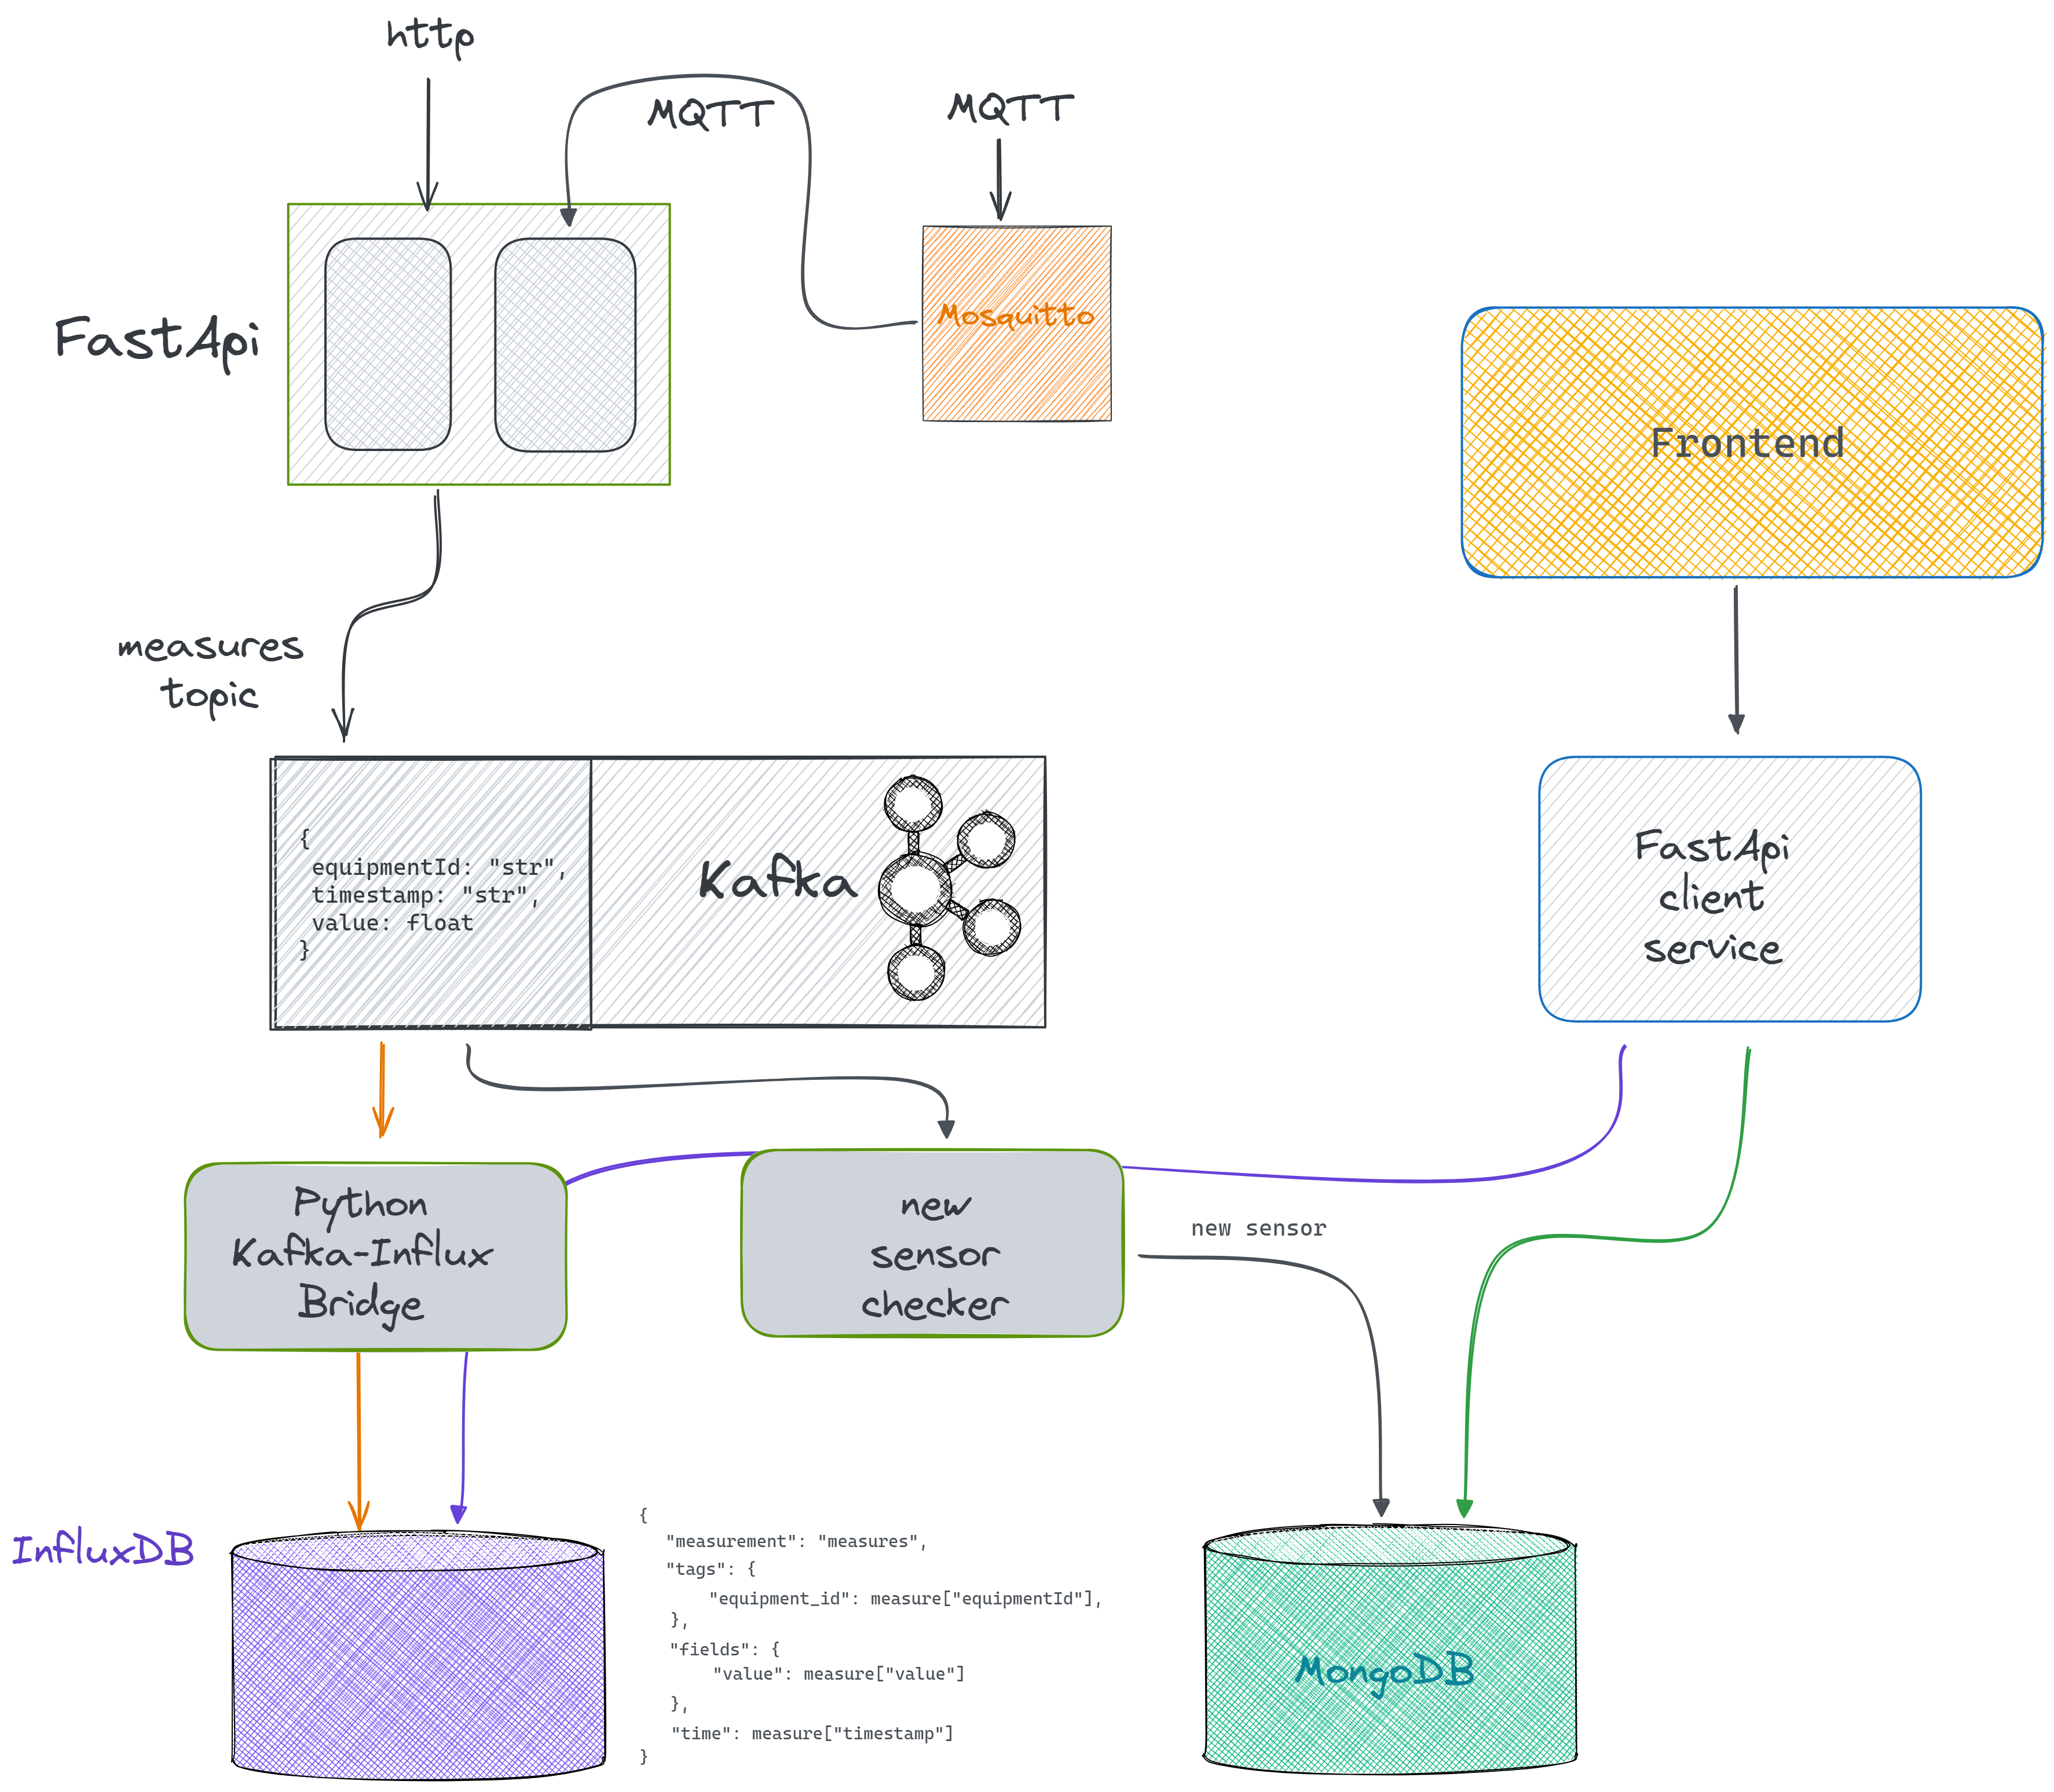 http
MQTT
MQTT
FastApi
Mosquitto
Frontend
measures
topic
{
equipmentId: "str",
timestamp: "str",
value: float
}
Kafka
FastApi
client
service
Python
Kafka-Influx
Bridge
new
sensor
checker
new sensor
InfluxDB
{
"measurement": "measures",
"tags": {
"equipment_id": measure["equipmentId"],
},
"fields": {
"value": measure["value"]
},
"time": measure["timestamp"]
}
MongoDB